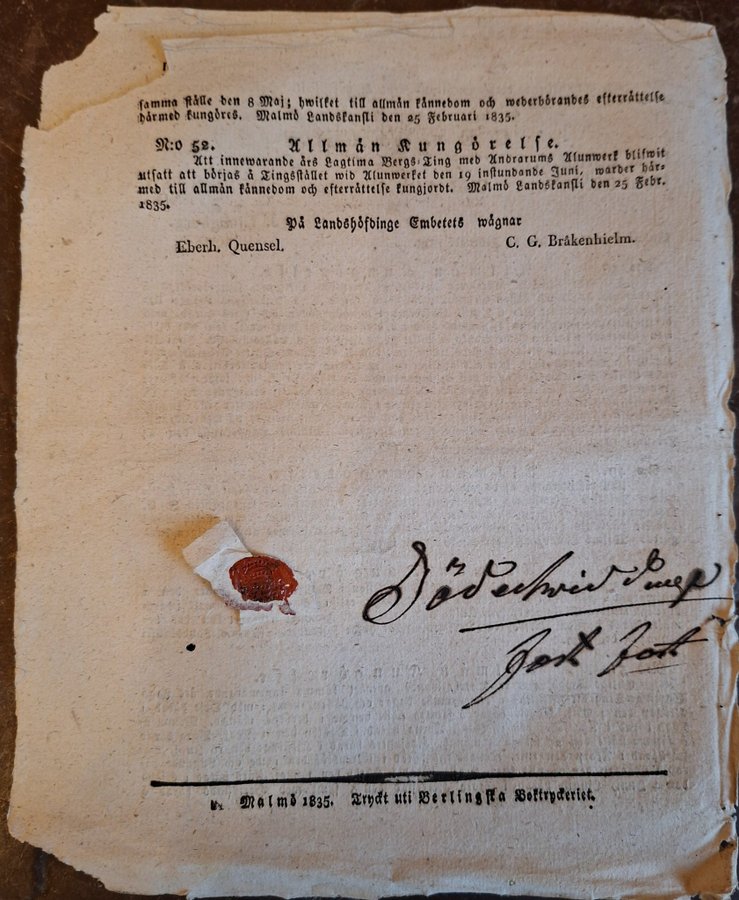 samma ställe den 8 Maj; hwilket till allmän kännedom och wederbörandes efterrättelse
härmed kungöres. Malmö Landskansli den 25 Februari 1835.
N:o 52. Allmän Kungörelse.
Att innewarande års Lagtima Bergs-Ting med Andrarums Alunwerk blifwit
utsatt att börjas å Tingsstället wid Alunwerket den 19 instundande Juni, warder här-
med till allmän kännedom och efterrättelse kungjordt. Malmö Landskansli den 25 Febr.
1835.
På Landshöfdinge Embetets wägnar
Eberh. Quensel. C. G. Bråkenhielm.
Malmö 1835. Tryckt uti Berlingska Boktryckeriet.